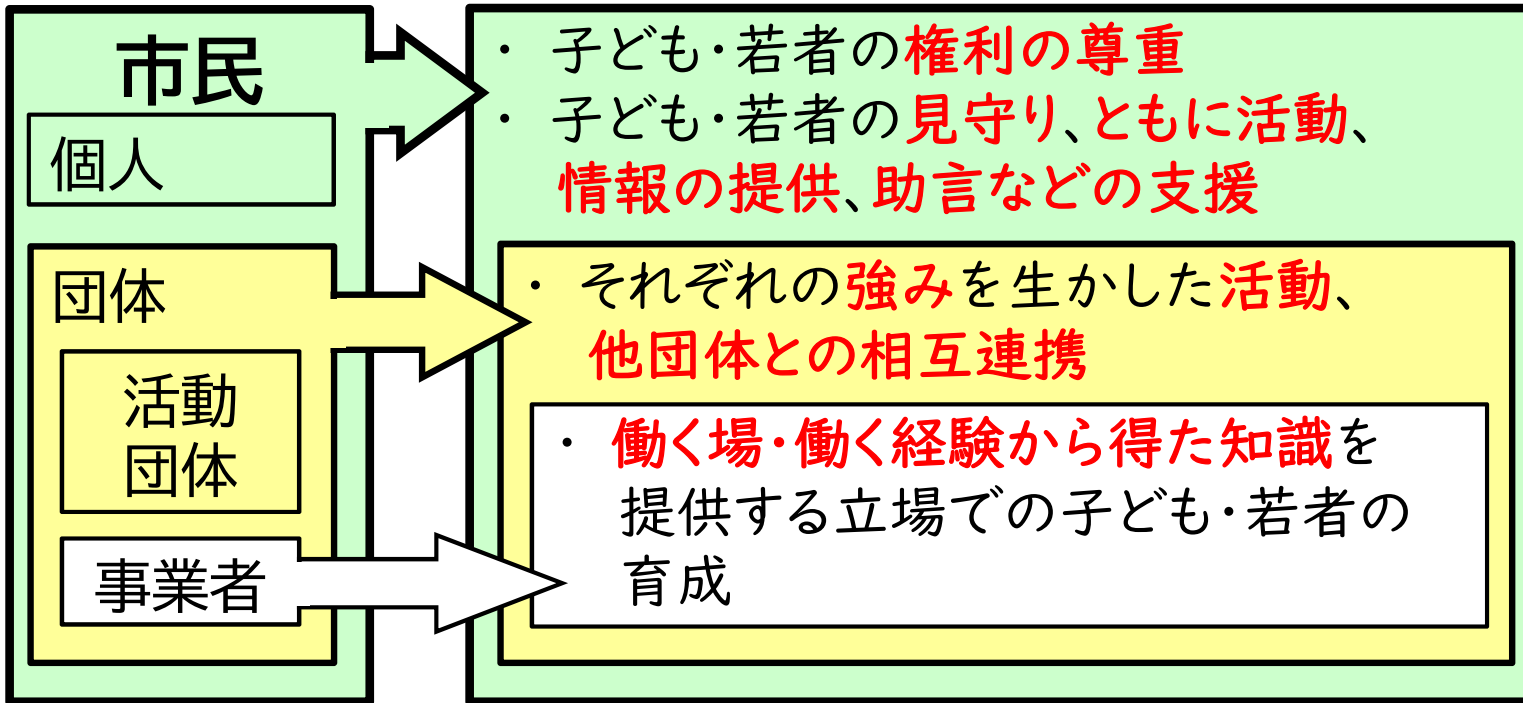 市民
個人
団体
活動
団体
事業者
・ 子ども・若者の権利の尊重
・ 子ども・若者の見守り、ともに活動、
情報の提供、助言などの支援
・ それぞれの強みを生かした活動、
他団体との相互連携
・ 働く場・働く経験から得た知識を
提供する立場での子ども・若者の
育成